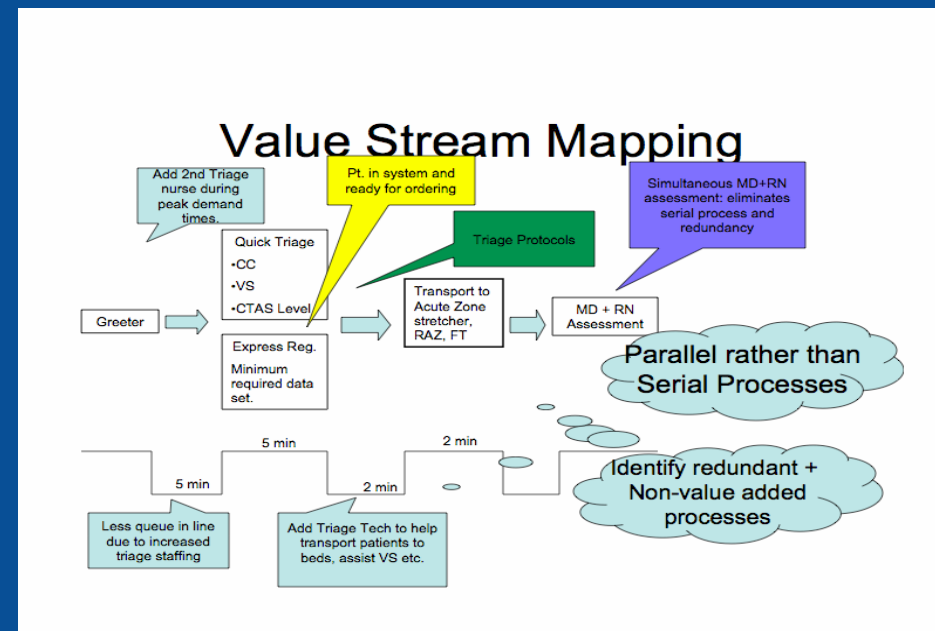 Value Stream Mapping
Add 2nd Triage
nurse during
peak demand
times.
Pt. in system and
ready for ordering
Simultaneous MD+RN
assessment: eliminates
serial process and
redundancy
Triage Protocols
Quick Triage
•CC
•VS
•CTAS Level
Greeter
Express Reg.
Minimum
required data
set.
Transport to
Acute Zone
stretcher,
RAZ, FT
MD + RN
Assessment
Parallel rather than
Serial Processes
5 min
2 min
5 min
2 min
Identify redundant +
Non-value added
processes
Less queue in line
due to increased
triage staffing
Add Triage Tech to help
transport patients to
beds, assist VS etc.